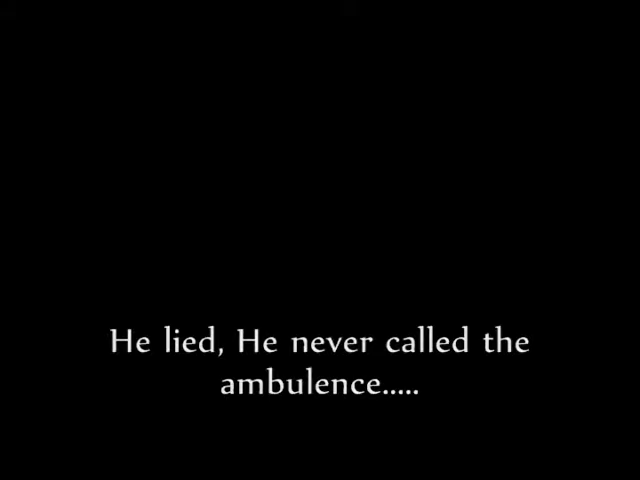 He lied, He never called the
ambulence.....